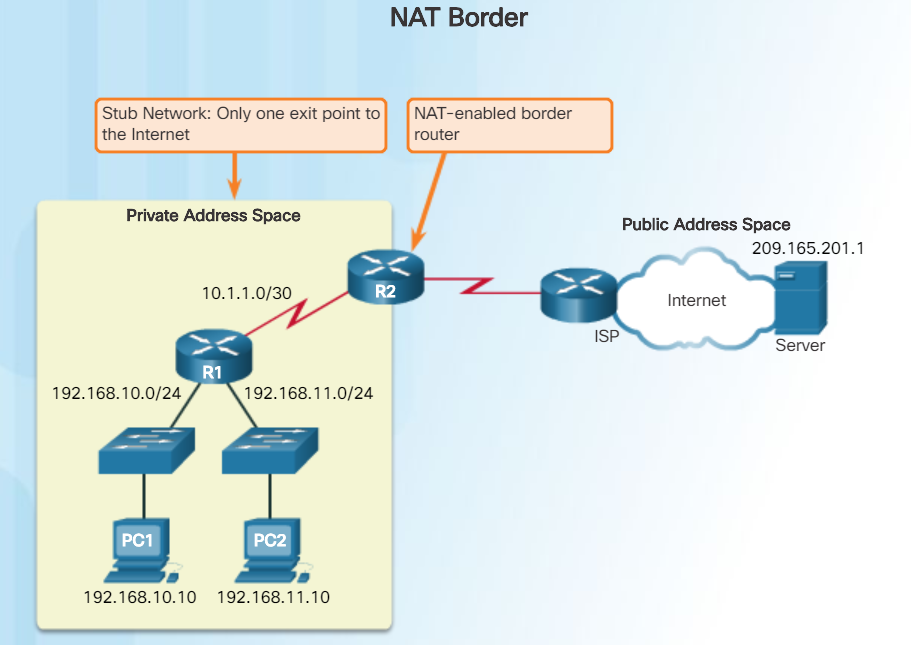 NAT Border
Stub Network: Only one exit point to
the Internet
NAT-enabled border
router
Private Address Space
Public Address Space
209.165.201.1
10.1.1.0/30
R2
Internet
ISP
Server
R1
192.168.10.0/24
192.168.11.0/24
PC1
PC2
192.168.10.10
192.168.11.10